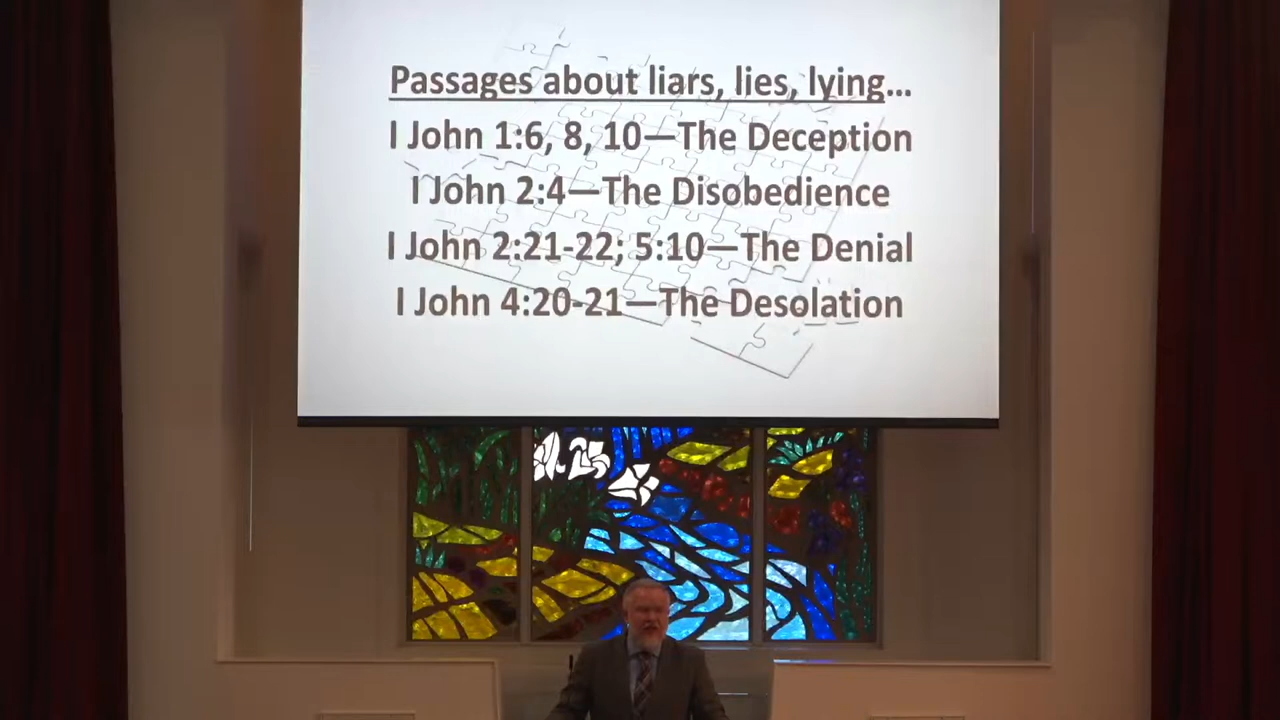 Passages about liars, lies, lying...
I John 1:6, 8, 10—The Deception
I John 2:4—The Disobedience
I John 2:21-22; 5:10—The Denial
I John 4:20-21—The Desolation